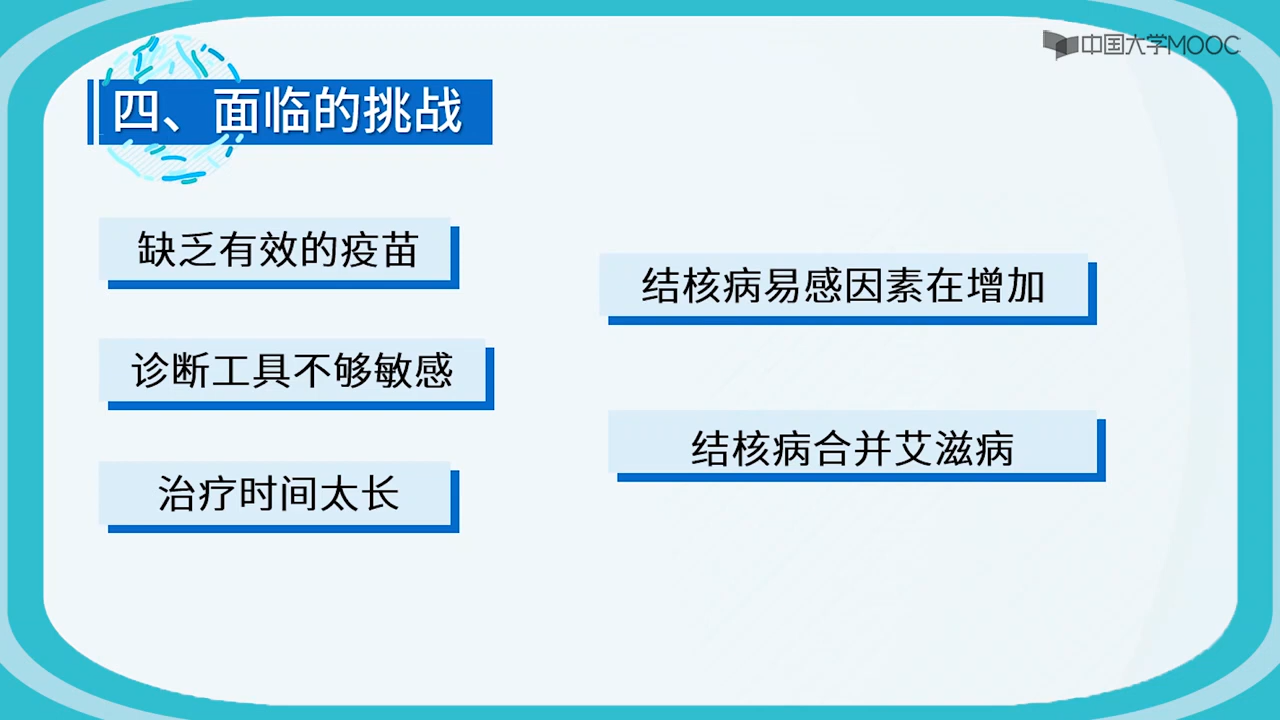 中国大学MOOC
四、面临的挑战
缺乏有效的疫苗
诊断工具不够敏感
治疗时间太长
结核病易感因素在增加
结核病合并艾滋病